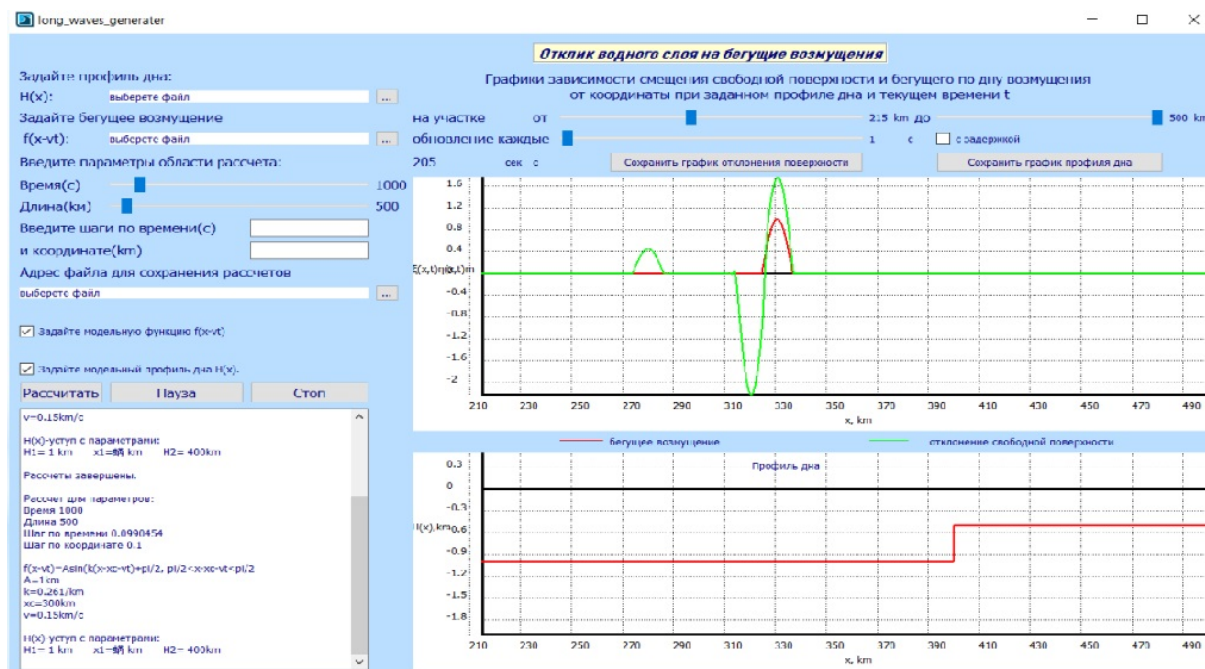 long_waves_generater
Отклик водного слоя на бегущие возмущения
Задайте профиль дна:
H(x): выберете файл ...
Задайте бегущее возмущение
f(x-vt): выберете файл ...
Введите параметры области рассчета:
Время(с) 1000
Длина(км) 500
Введите шаги по времени(с)
и координате(km)
Адрес файла для сохранения рассчетов
выберете файл ...
Задайте модельную функцию f(x-vt)
Задайте модельный профиль дна H(x).
Рассчитать Пауза Стоп
v=0.15km/c
H(x)-уступ с параметрами:
H1= 1 km x1= km H2= 400km
Рассчеты завершены.
Рассчет для параметров:
Время 1000
Длина 500
Шаг по времени 0.0990454
Шаг по координате 0.1
f(x-vt)=Asin(k(x-xc-vt)+pi/2, pi/2<x-xc-vt<pi/2
A=1km
k=0.261/km
xc=300km
v=0.15km/c
H(x) уступ с параметрами:
H1= 1 km x1= km H2= 400km
Графики зависимости смещения свободной поверхности и бегущего по дну возмущения
от координаты при заданном профиле дна и текущем времени t
на участке от 215 km до 500 km
обновление каждые 1 с с задержкой
205 сек с Сохранить график отклонения поверхности Сохранить график профиля дна
1.6
1.2
0.8
0.4
ξ(x,t)η(x,t)m
-0.4
-0.8
-1.2
-1.6
-2
210 230 250 270 290 310 330 350 370 390 410 430 450 470 490
x, km
бегущее возмущение отклонение свободной поверхности
Профиль дна
0.3
0
-0.3
H(x),km
-0.6
-0.9
-1.2
-1.5
-1.8
210 230 250 270 290 310 330 350 370 390 410 430 450 470 490
x, km